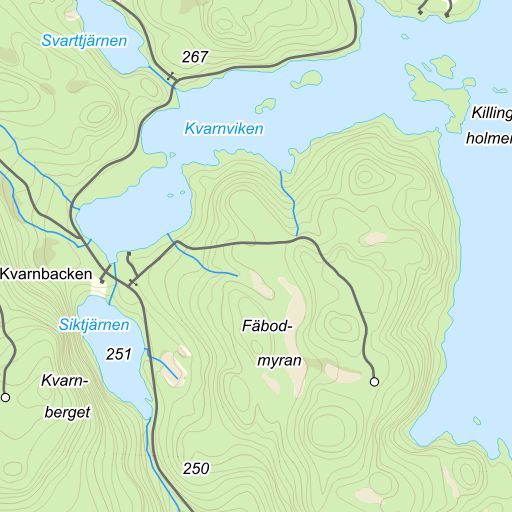 Svarttjärnen
267
Killing
holmen
Kvarnviken
Kvarnbacken
Siktjärnen
251
Fäbod-
myran
Kvarn-
berget
250